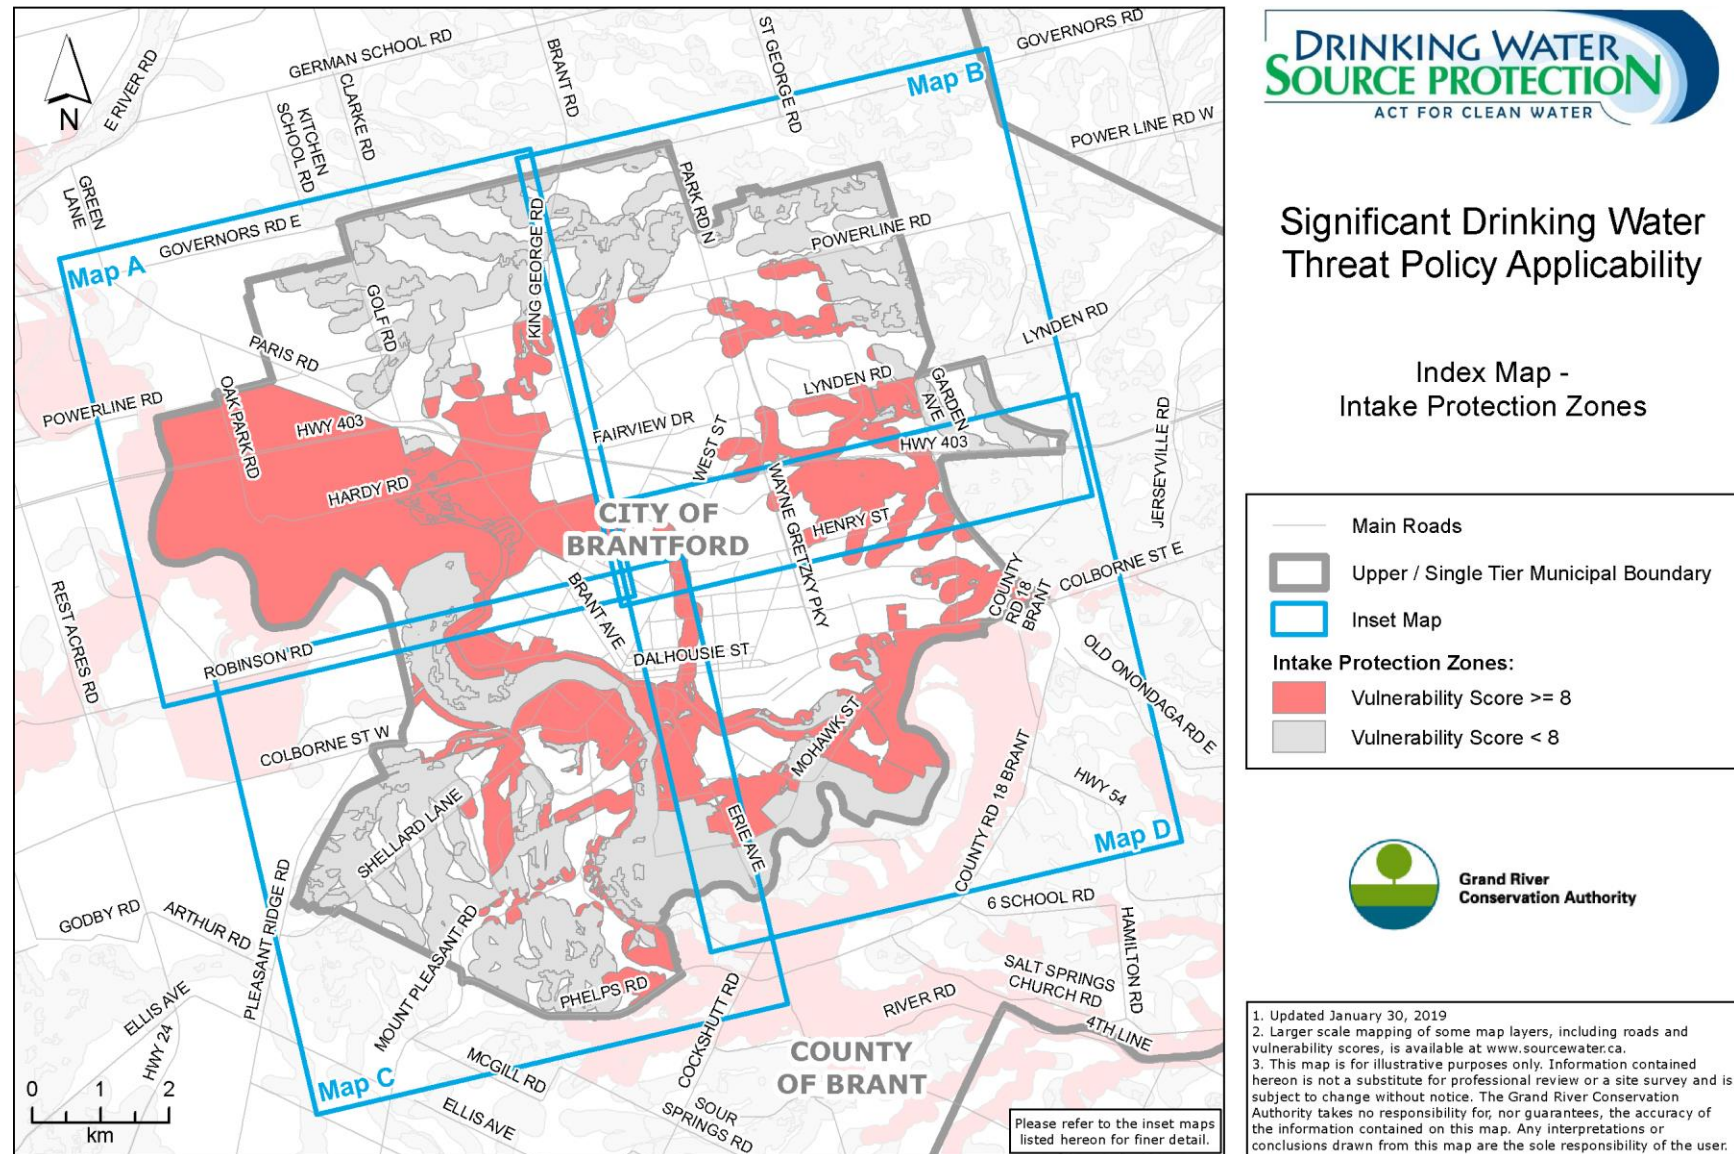 GERMAN SCHOOL RD
BRANT RD
ST GEORGE RD
GOVERNORS RD
Map B
E RIVER RD
CLARKE RD
KITCHEN
SCHOOL RD
N
POWER LINE RD W
GREEN
LANE
PARK RD N
GOVERNORS RD E
KING GEORGE RD
POWERLINE RD
Map A
GOLF RD
PARIS RD
LYNDEN RD
OAK PARK RD
LYNDEN RD
GARDEN
AVE
POWERLINE RD
HWY 403
FAIRVIEW DR
WEST ST
HWY 403
JERSEYVILLE RD
HARDY RD
WAYNE GRETZKY PKY
HENRY ST
CITY OF
BRANTFORD
COLBORNE ST E
COUNTY
RD 18
BRANT
BRANT AVE
REST ACRES RD
ROBINSON RD
DALHOUSIE ST
OLD ONONDAGA RD E
COLBORNE ST W
MOHAWK ST
HWY 54
SHELLARD LANE
ERIE AVE
COUNTY RD 18 BRANT
Map D
GODBY RD
ARTHUR RD
PLEASANT RIDGE RD
MOUNT PLEASANT RD
6 SCHOOL RD
HAMILTON RD
SALT SPRINGS
CHURCH RD
PHELPS RD
RIVER RD
4TH LINE
ELLIS AVE
HWY 24
COCKSHUTT RD
COUNTY
OF BRANT
MCGILL RD
Map C
ELLIS AVE
SOUR
SPRINGS RD
0 1 2
km
Please refer to the inset maps
listed hereon for finer detail.
DRINKING WATER
SOURCE PROTECTION
ACT FOR CLEAN WATER
Significant Drinking Water
Threat Policy Applicability
Index Map -
Intake Protection Zones
Main Roads
Upper / Single Tier Municipal Boundary
Inset Map
Intake Protection Zones:
Vulnerability Score >= 8
Vulnerability Score < 8
Grand River
Conservation Authority
1. Updated January 30, 2019
2. Larger scale mapping of some map layers, including roads and
vulnerability scores, is available at www.sourcewater.ca.
3. This map is for illustrative purposes only. Information contained
hereon is not a substitute for professional review or a site survey and is
subject to change without notice. The Grand River Conservation
Authority takes no responsibility for, nor guarantees, the accuracy of
the information contained on this map. Any interpretations or
conclusions drawn from this map are the sole responsibility of the user.